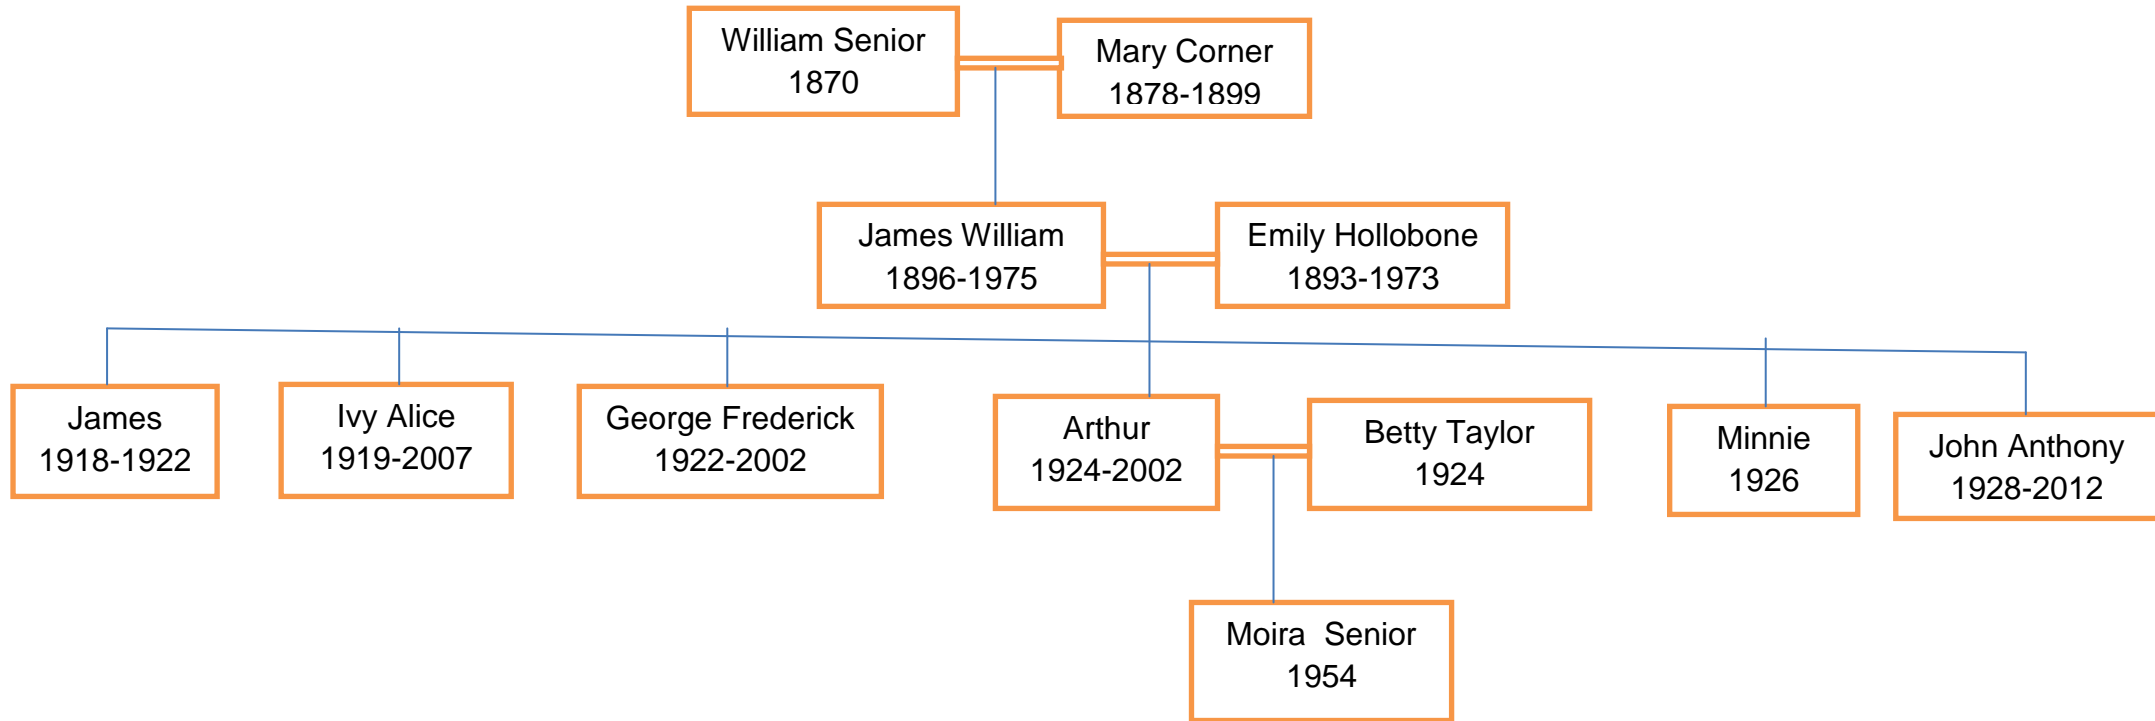 William Senior
1870
Mary Corner
1878-1899
James William
1896-1975
Emily Hollobone
1893-1973
James
1918-1922
Ivy Alice
1919-2007
George Frederick
1922-2002
Arthur
1924-2002
Betty Taylor
1924
Minnie
1926
John Anthony
1928-2012
Moira  Senior
1954